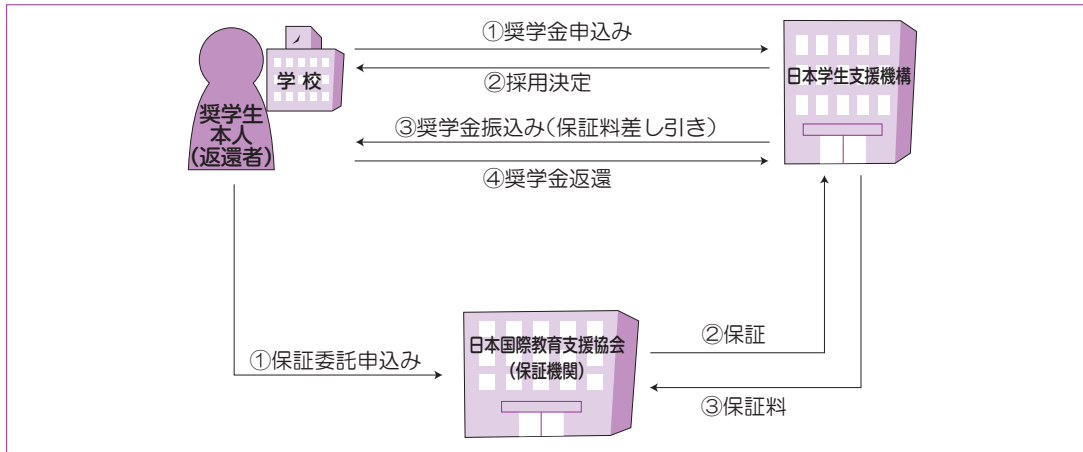 ①奨学金申込み
学校
日本学生支援機構
②採用決定
奨学生
本人
(返還者)
③奨学金振込み(保証料差し引き)
④奨学金返還
日本国際教育支援協会
(保証機関)
②保証
①保証委託申込み
③保証料